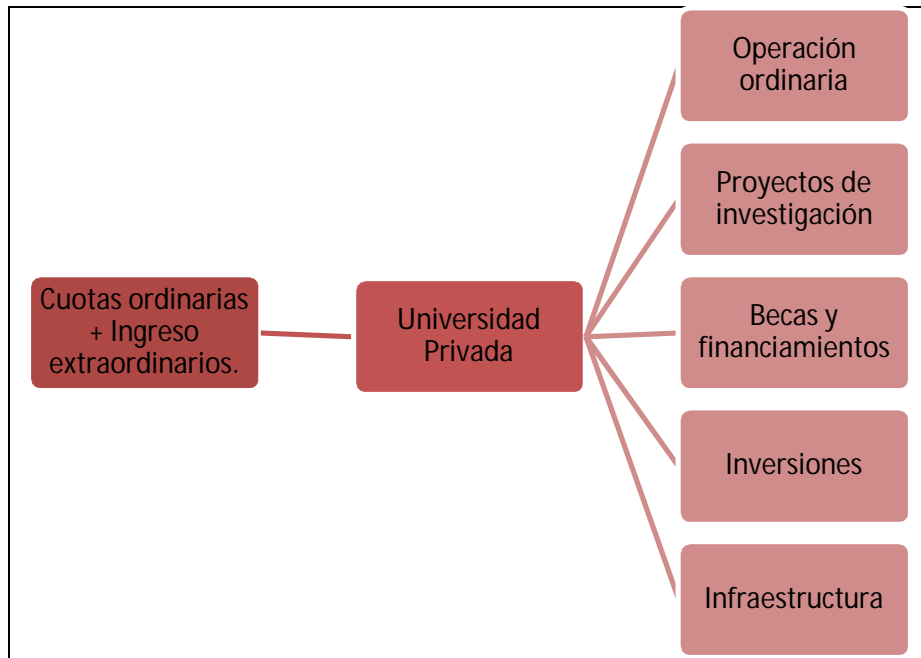 Cuotas ordinarias
+ Ingreso
extraordinarios.
Universidad
Privada
Operación
ordinaria
Proyectos de
investigación
Becas y
financiamientos
Inversiones
Infraestructura